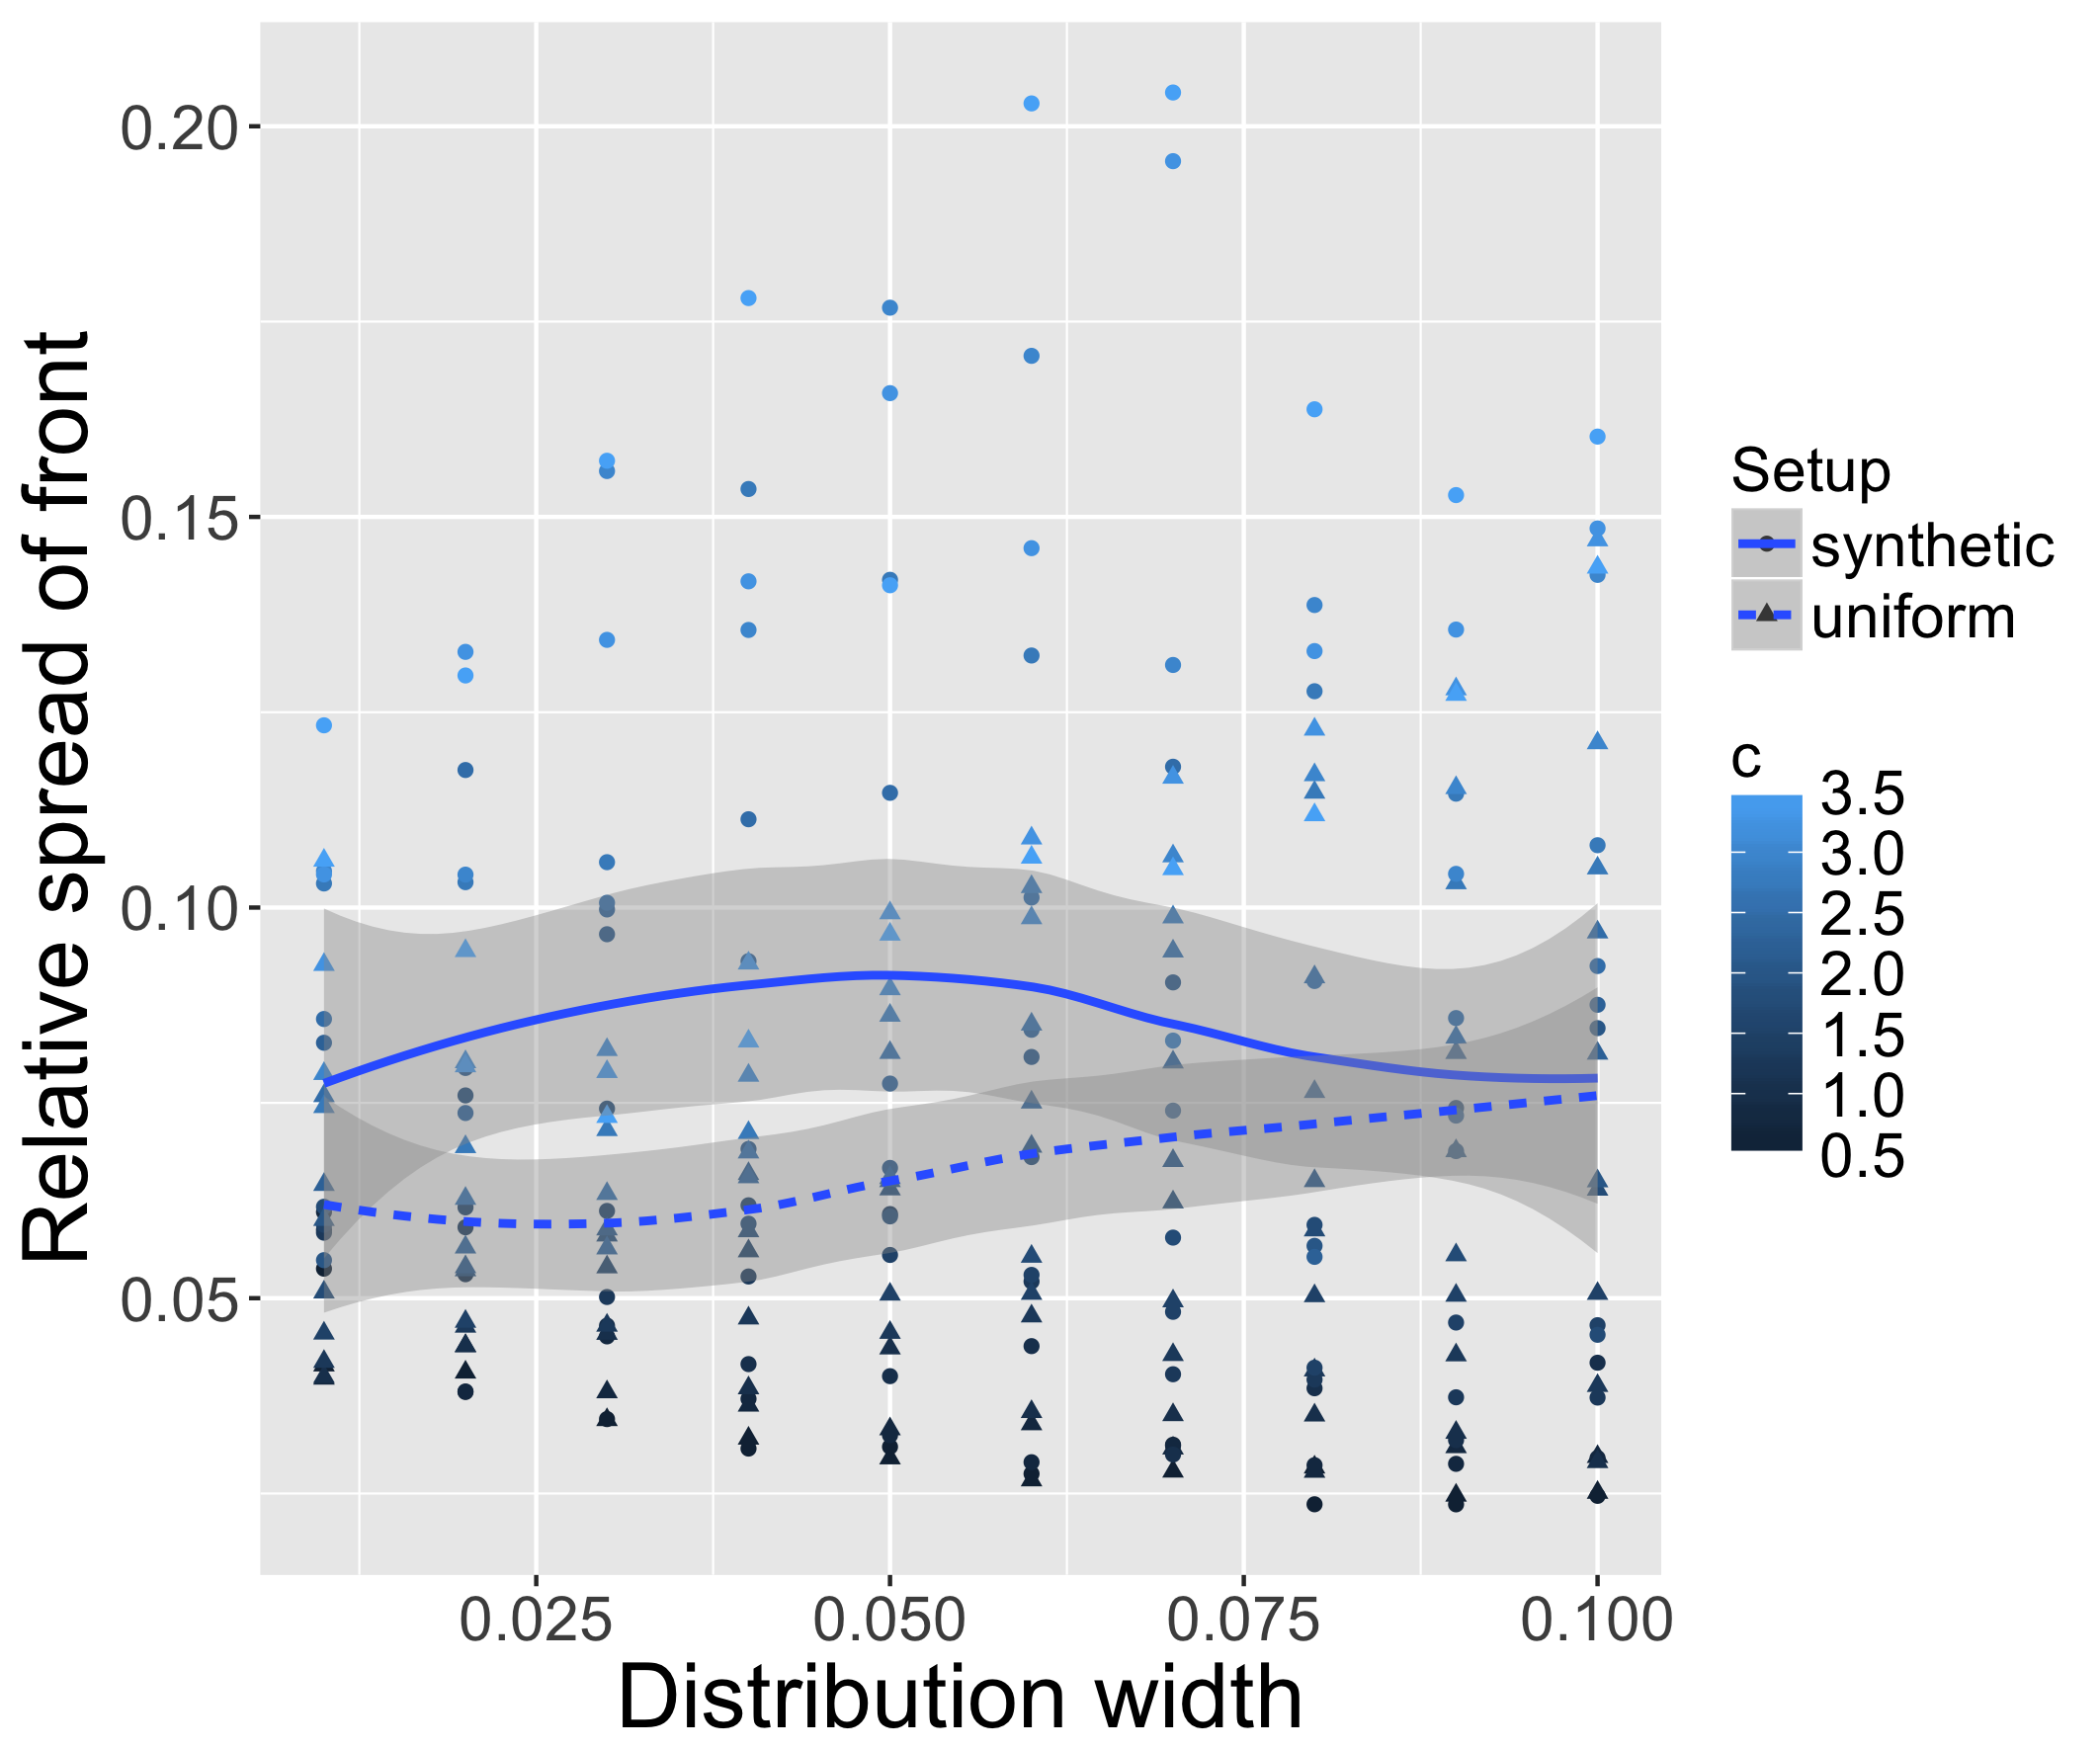 Relative spread of front
0.20
0.15
0.10
0.05
0.025 0.050 0.075 0.100
Distribution width
Setup
synthetic
uniform
c
3.5
3.0
2.5
2.0
1.5
1.0
0.5